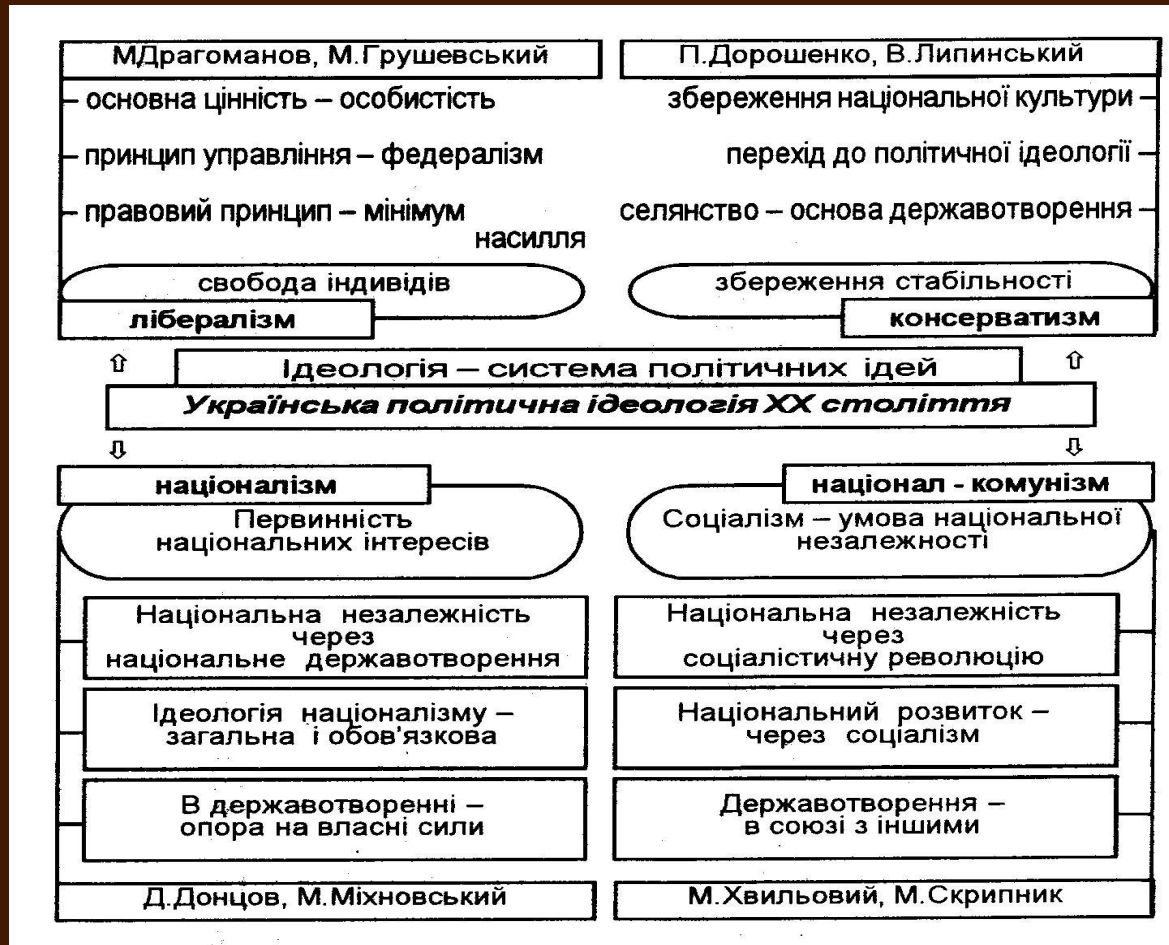 МДрагоманов, М.Грушевський
– основна цінність – особистість
– принцип управління – федералізм
– правовий принцип – мінімум
насилля
свобода індивідів
лібералізм
П.Дорошенко, В.Липинський
збереження національної культури –
перехід до політичної ідеології –
селянство – основа державотворення –
збереження стабільності
консерватизм
Ідеологія – система політичних ідей
Українська політична ідеологія ХХ століття
націоналізм
Первинність
національних інтересів
Національна незалежність
через
національне державотворення
Ідеологія націоналізму –
загальна і обов'язкова
В державотворенні –
опора на власні сили
Д.Донцов, М.Міхновський
націонал - комунізм
Соціалізм – умова національної
незалежності
Національна незалежність
через
соціалістичну революцію
Національний розвиток –
через соціалізм
Державотворення –
в союзі з іншими
М.Хвильовий, М.Скрипник